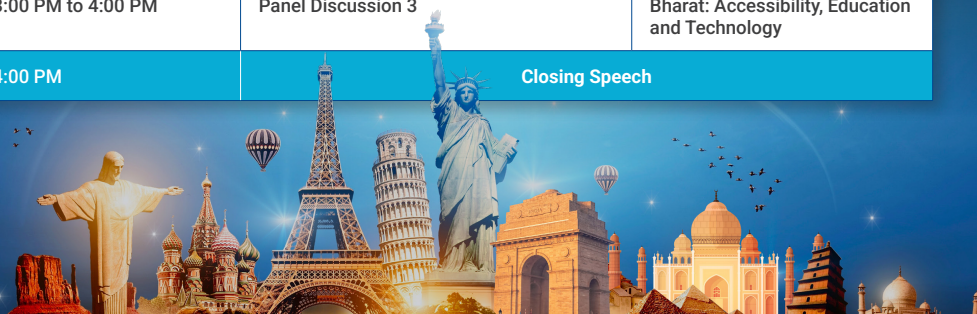 :00 PM to 4:00 PM
Panel Discussion 3
Bharat: Accessibility, Education
and Technology
4:00 PM
Closing Speech